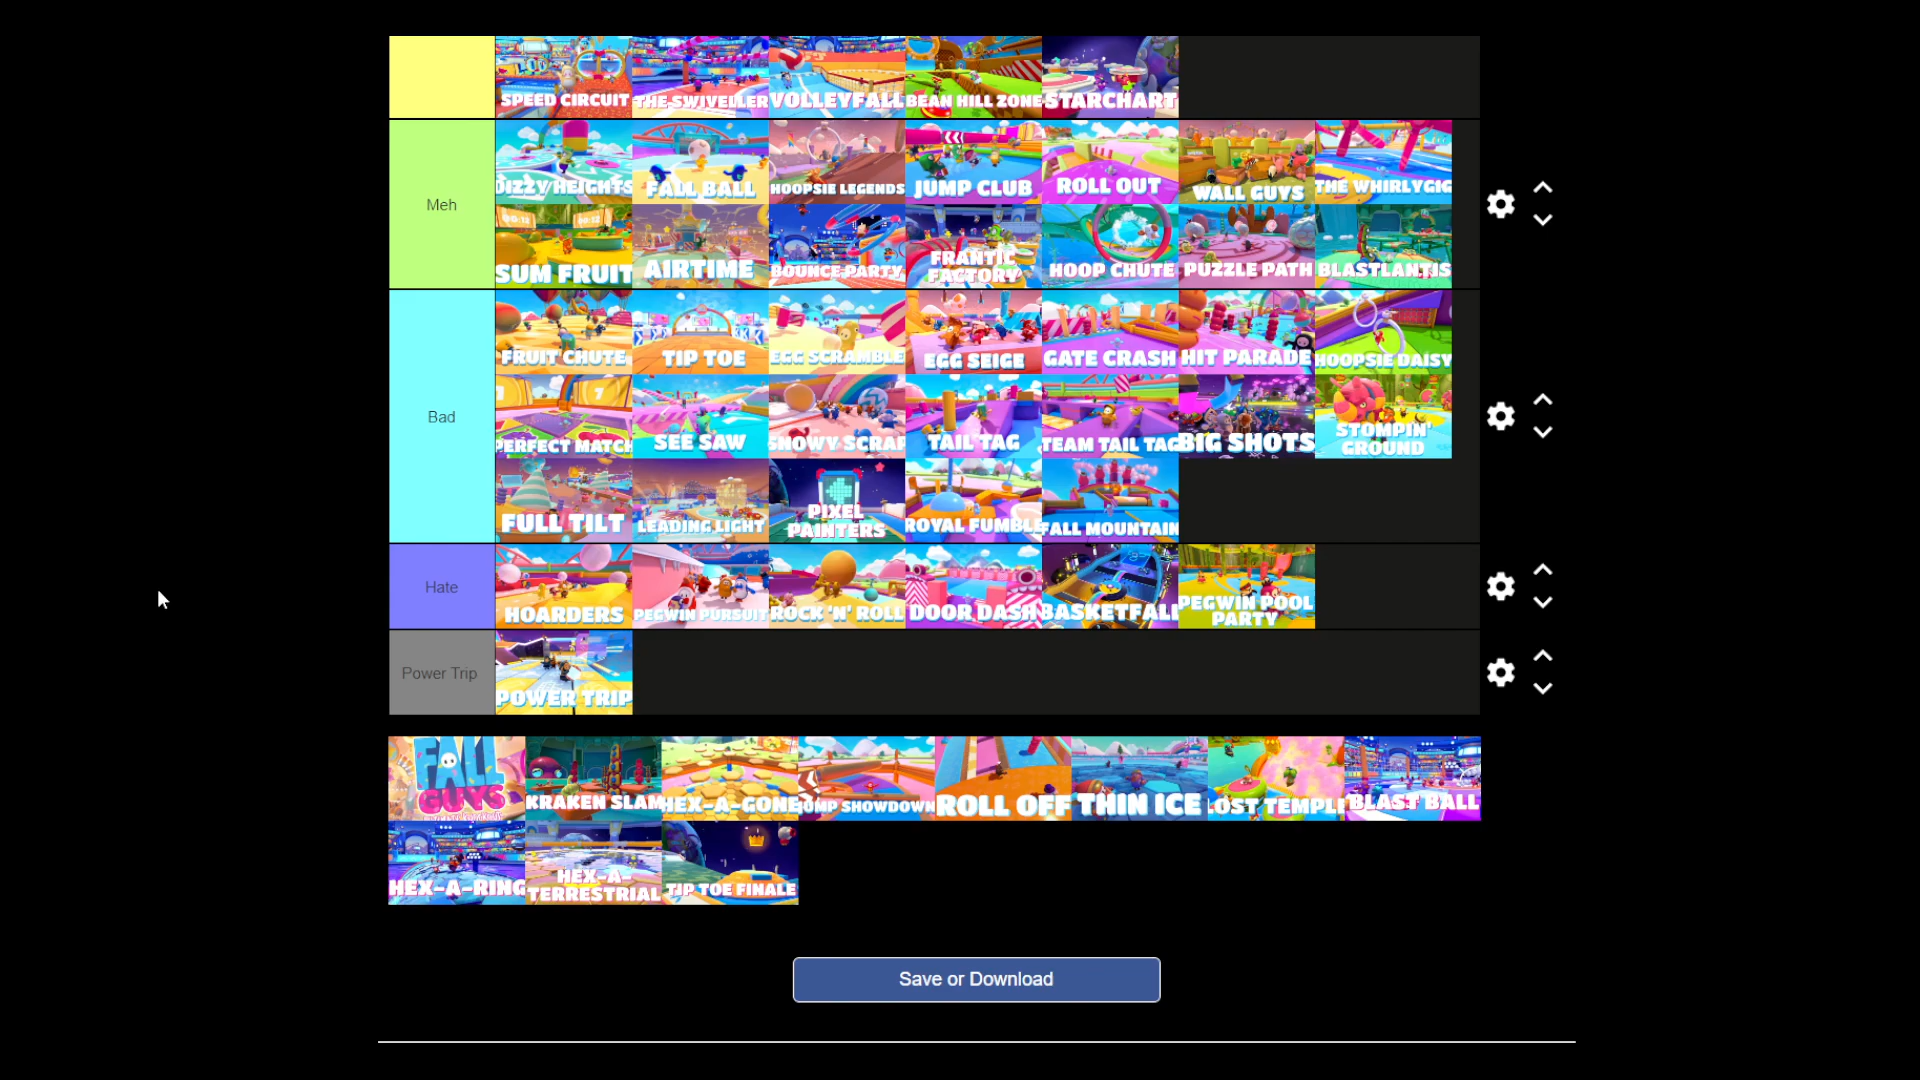 SPEED CIRCUIT THE SWIVELLER VOLLEYFALL BEAN HILL ZONE STARCHART
Meh
DIZZY HEIGHTS FALL BALL HOOPSIE LEGENDS JUMP CLUB ROLL OUT WALL GUYS THE WHIRLYGIG
SUM FRUIT AIRTIME BOUNCE PARTY FRANTIC FACTORY HOOP CHUTE PUZZLE PATH BLASTLANTIS
Bad
FRUIT CHUTE TIP TOE EGG SCRAMBLE EGG SEIGE GATE CRASH HIT PARADE HOOPSIE DAISY
PERFECT MATCH SEE SAW SNOWY SCRAP TAIL TAG TEAM TAIL TAG BIG SHOTS STOMPIN' GROUND
FULL TILT LEADING LIGHT PIXEL PAINTERS ROYAL FUMBLE FALL MOUNTAIN
Hate
HOARDERS PEGWIN PURSUIT ROCK 'N' ROLL DOOR DASH BASKETFALL PEGWIN POOL PARTY
Power Trip
POWER TRIP
FALL GUYS KRAKEN SLAM HEX-A-GONE JUMP SHOWDOWN ROLL OFF THIN ICE LOST TEMPLE BLAST BALL
HEX-A-RING HEX-A-TERRESTRIAL TIP TOE FINALE
Save or Download